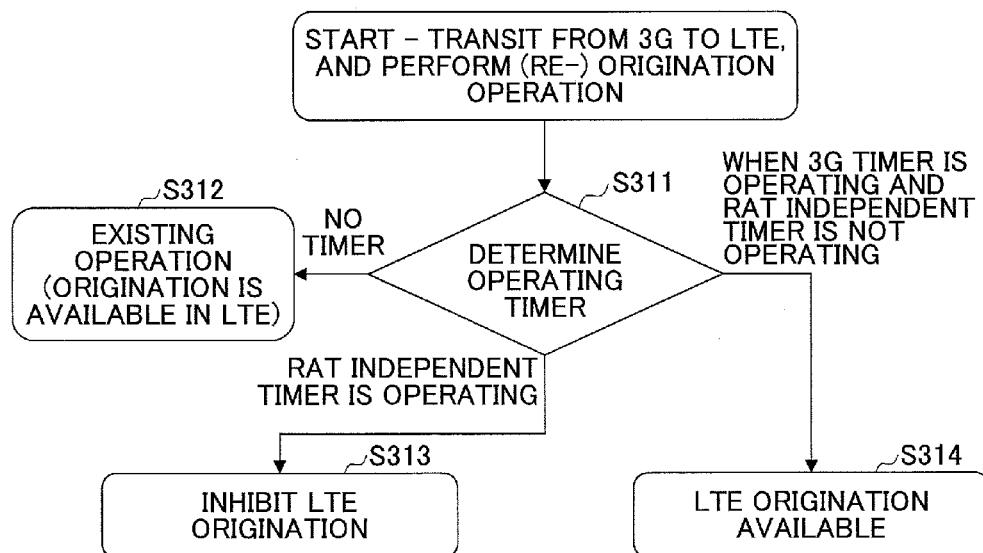 START – TRANSIT FROM 3G TO LTE,
AND PERFORM (RE-) ORIGINATION
OPERATION
S311
WHEN 3G TIMER IS
OPERATING AND
RAT INDEPENDENT
TIMER IS NOT
OPERATING
S312
NO
TIMER
EXISTING
OPERATION
(ORIGINATION IS
AVAILABLE IN LTE)
DETERMINE
OPERATING
TIMER
RAT INDEPENDENT
TIMER IS OPERATING
S313
INHIBIT LTE
ORIGINATION
S314
LTE ORIGINATION
AVAILABLE